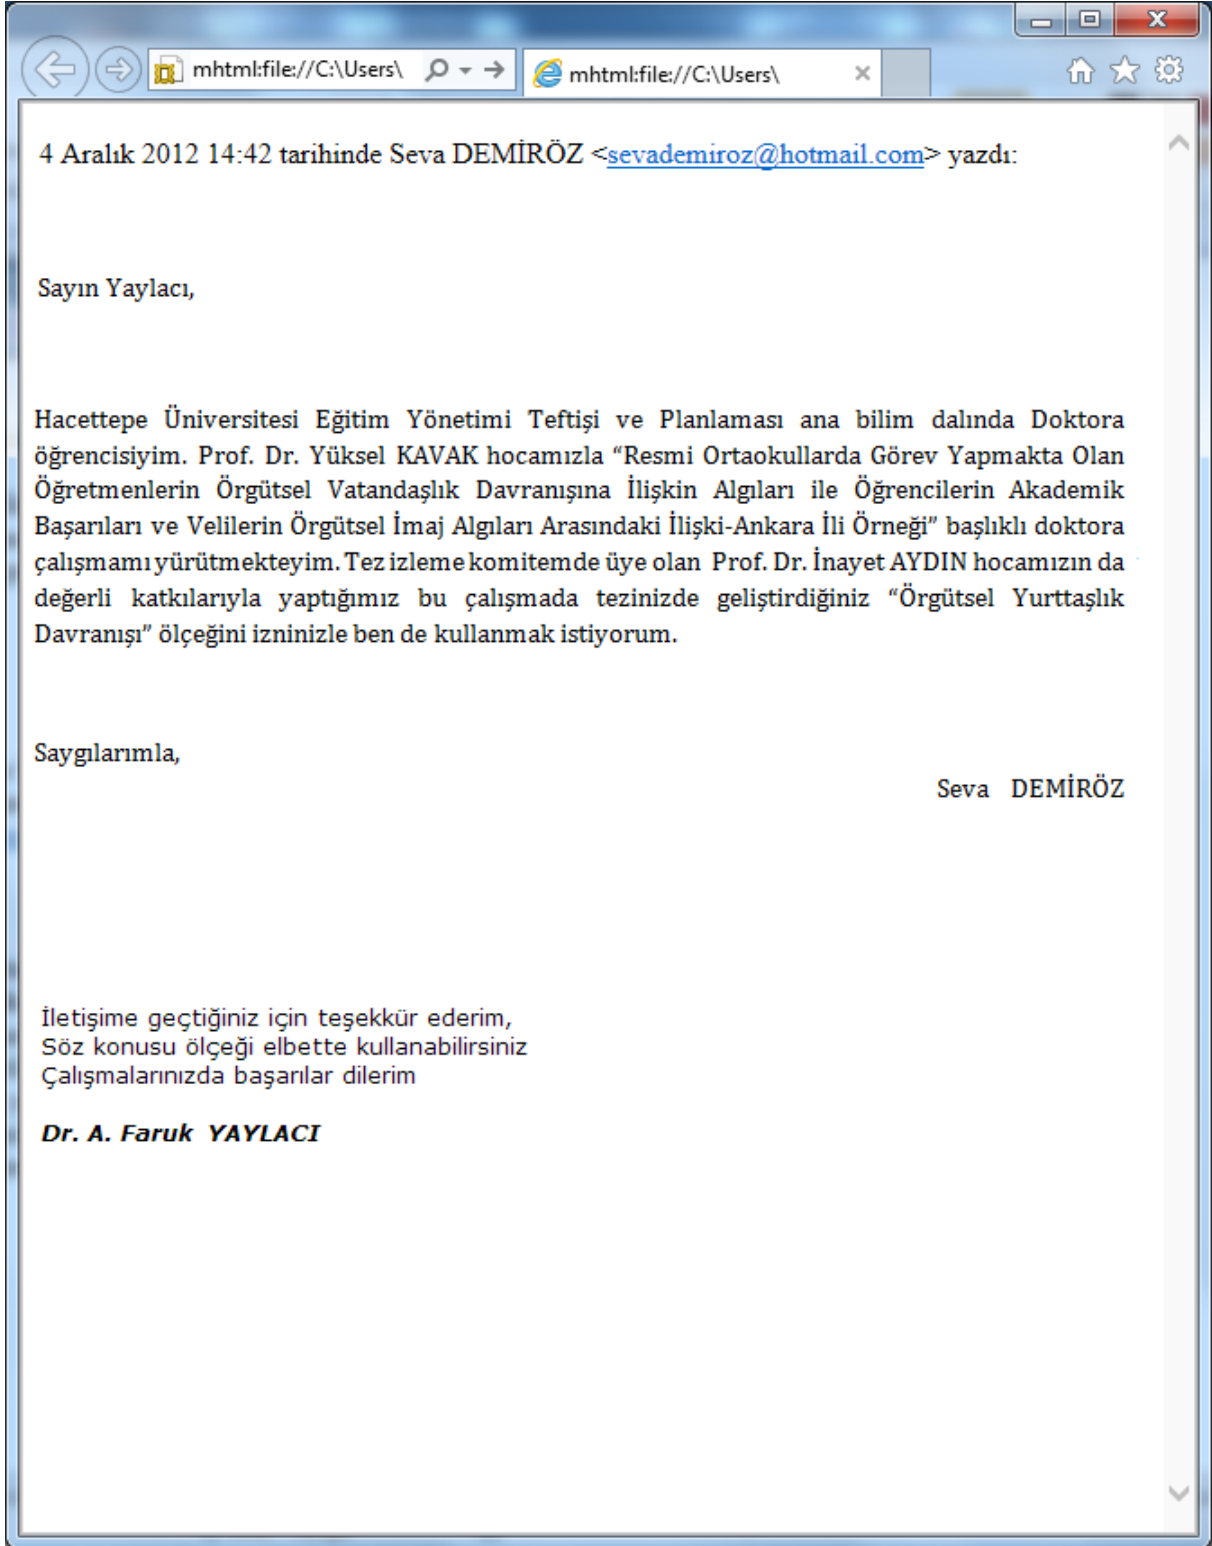 mhtml:file://C:\Users\
mhtml:file://C:\Users\
4 Aralık 2012 14:42 tarihinde Seva DEMİRÖZ <sevademiroz@hotmail.com> yazdı:
Sayın Yaylacı,
Hacettepe Üniversitesi Eğitim Yönetimi Teftişi ve Planlaması ana bilim dalında Doktora
öğrencisiyim. Prof. Dr. Yüksel KAVAK hocamızla “Resmi Ortaokullarda Görev Yapmakta Olan
Öğretmenlerin Örgütsel Vatandaşlık Davranışına İlişkin Algıları ile Öğrencilerin Akademik
Başarıları ve Velilerin Örgütsel İmaj Algıları Arasındaki İlişki-Ankara İli Örneği” başlıklı doktora
çalışmamı yürütmekteyim. Tez izleme komitemde üye olan Prof. Dr. İnayet AYDIN hocamızın da
değerli katkılarıyla yaptığımız bu çalışmada tezinizde geliştirdiğiniz “Örgütsel Yurttaşlık
Davranışı” ölçeğini izninizle ben de kullanmak istiyorum.
Saygılarımla,
Seva DEMİRÖZ
İletişime geçtiğiniz için teşekkür ederim,
Söz konusu ölçeği elbette kullanabilirsiniz
Çalışmalarınızda başarılar dilerim
Dr. A. Faruk YAYLACI